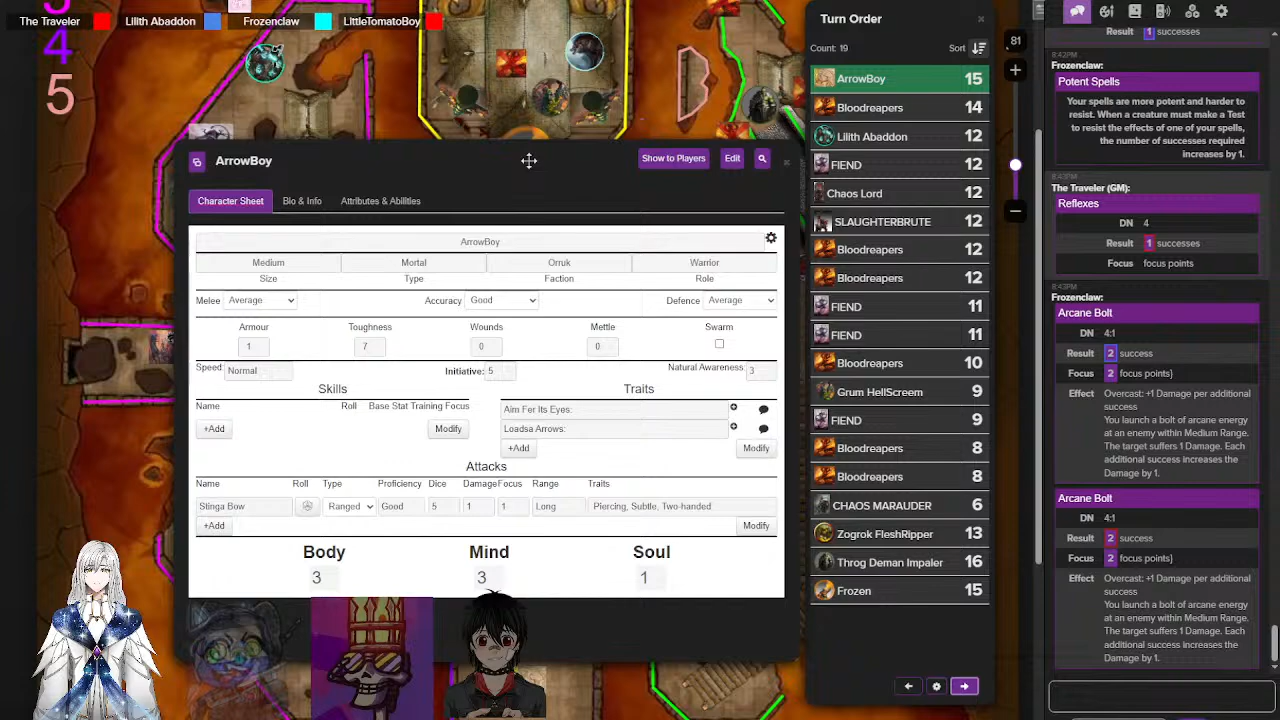 The Traveler
Lilith Abaddon
Frozenclaw
LIttleTomatoBoy
4
5
ArrowBoy
Show to Players
Edit
Character Sheet
Bio & Info
Attributes & Abilities
ArrowBoy
Medium
Mortal
Orruk
Warrior
Size
Type
Faction
Role
Melee
Average
Accuracy
Good
Defence
Average
Armour
Toughness
Wounds
Mettle
Swarm
1
7
0
0
Speed
Normal
Initiative:
5
Natural Awareness:
3
Skills
Traits
Name
Roll
Base Stat Training Focus
+Add
Modify
Aim Fer Its Eyes:
Loadsa Arrows:
+Add
Modify
Attacks
Name
Roll
Type
Proficiency
Dice
Damage
Focus
Range
Traits
Stinga Bow
Ranged
Good
5
1
1
Long
Piercing, Subtle, Two-handed
+Add
Modify
Body
Mind
Soul
3
3
1
Turn Order
Count: 19
Sort
ArrowBoy 15
Bloodreapers 14
Lilith Abaddon 12
FIEND 12
Chaos Lord 12
SLAUGHTERBRUTE 12
Bloodreapers 12
Bloodreapers 12
FIEND 11
FIEND 11
Bloodreapers 10
Grum HellScreem 9
FIEND 9
Bloodreapers 8
Bloodreapers 8
CHAOS MARAUDER 6
Zogrok FleshRipper 13
Throg Deman Impaler 16
Frozen 15
81
Result 1 successes
8:42PM
Frozenclaw:
Potent Spells
Your spells are more potent and harder to
resist. When a creature must make a Test
to resist the effects of one of your spells,
the number of successes required
increases by 1.
8:43PM
The Traveler (GM):
Reflexes
DN 4
Result 1 successes
Focus focus points
8:43PM
Frozenclaw:
Arcane Bolt
DN 4:1
Result 2 success
Focus 2 focus points}
Effect Overcast: +1 Damage per additional
success
You launch a bolt of arcane energy
at an enemy within Medium Range.
The target suffers 1 Damage. Each
additional success increases the
Damage by 1.
Arcane Bolt
DN 4:1
Result 2 success
Focus 2 focus points}
Effect Overcast: +1 Damage per additional
success
You launch a bolt of arcane energy
at an enemy within Medium Range.
The target suffers 1 Damage. Each
additional success increases the
Damage by 1.